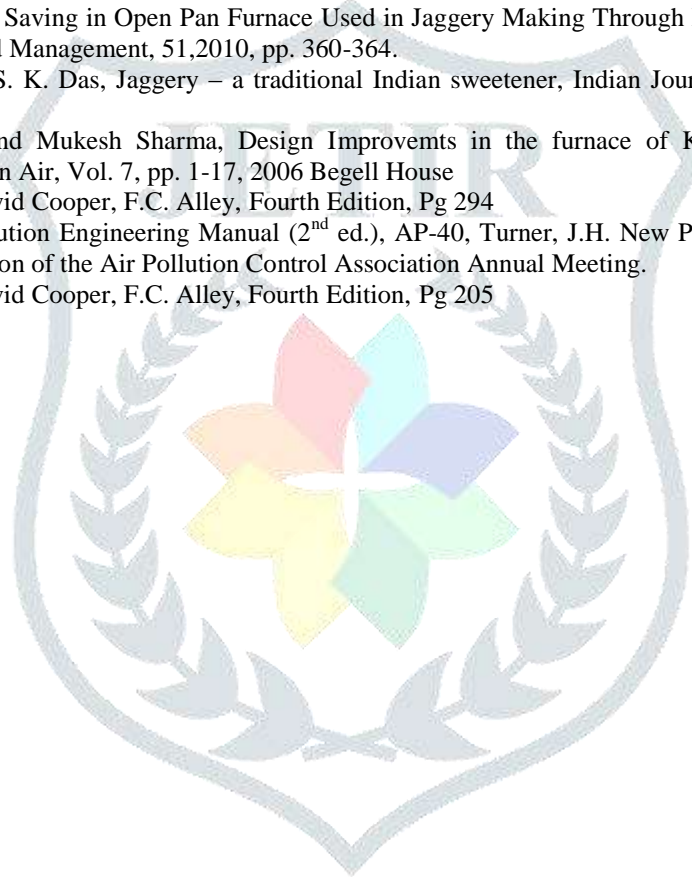 Saving in Open Pan Furnace Used in Jaggery Making Through
d Management, 51,2010, pp. 360-364.
S. K. Das, Jaggery – a traditional Indian sweetener, Indian Jour
nd Mukesh Sharma, Design Improvemts in the furnace of K
n Air, Vol. 7, pp. 1-17, 2006 Begell House
vid Cooper, F.C. Alley, Fourth Edition, Pg 294
ution Engineering Manual (2nd ed.), AP-40, Turner, J.H. New P
on of the Air Pollution Control Association Annual Meeting.
vid Cooper, F.C. Alley, Fourth Edition, Pg 205
JETIR